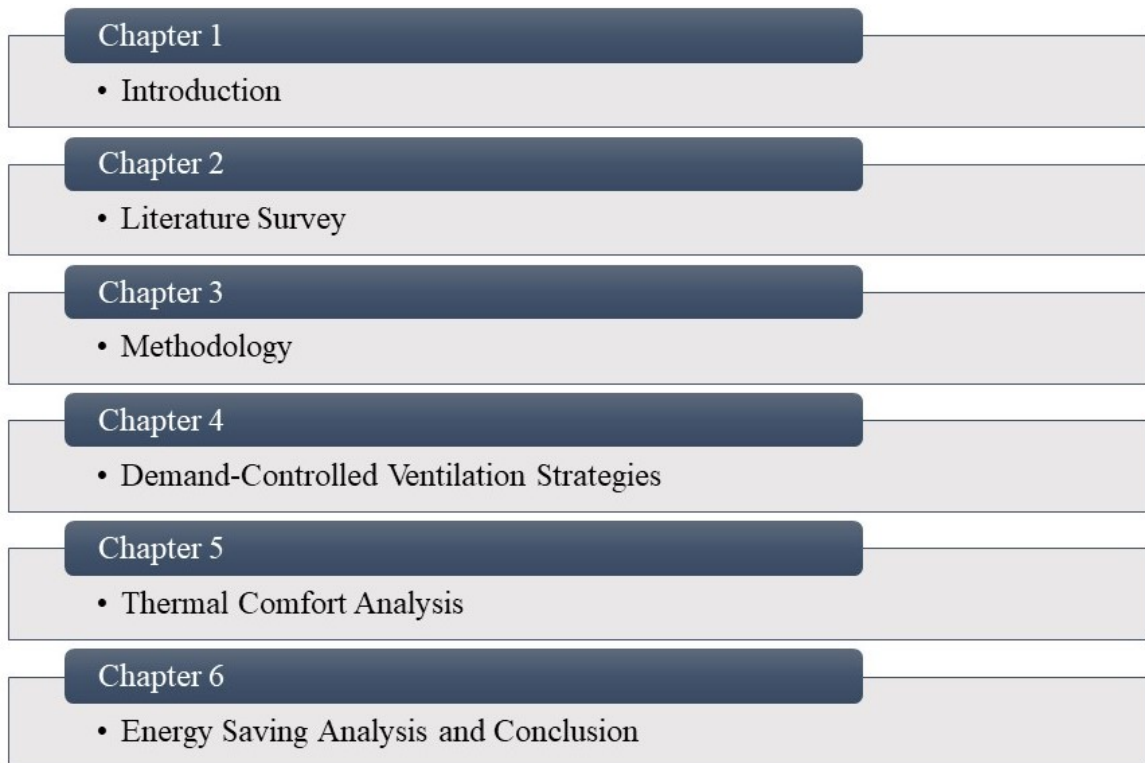 Chapter 1
• Introduction
Chapter 2
• Literature Survey
Chapter 3
• Methodology
Chapter 4
• Demand-Controlled Ventilation Strategies
Chapter 5
• Thermal Comfort Analysis
Chapter 6
• Energy Saving Analysis and Conclusion